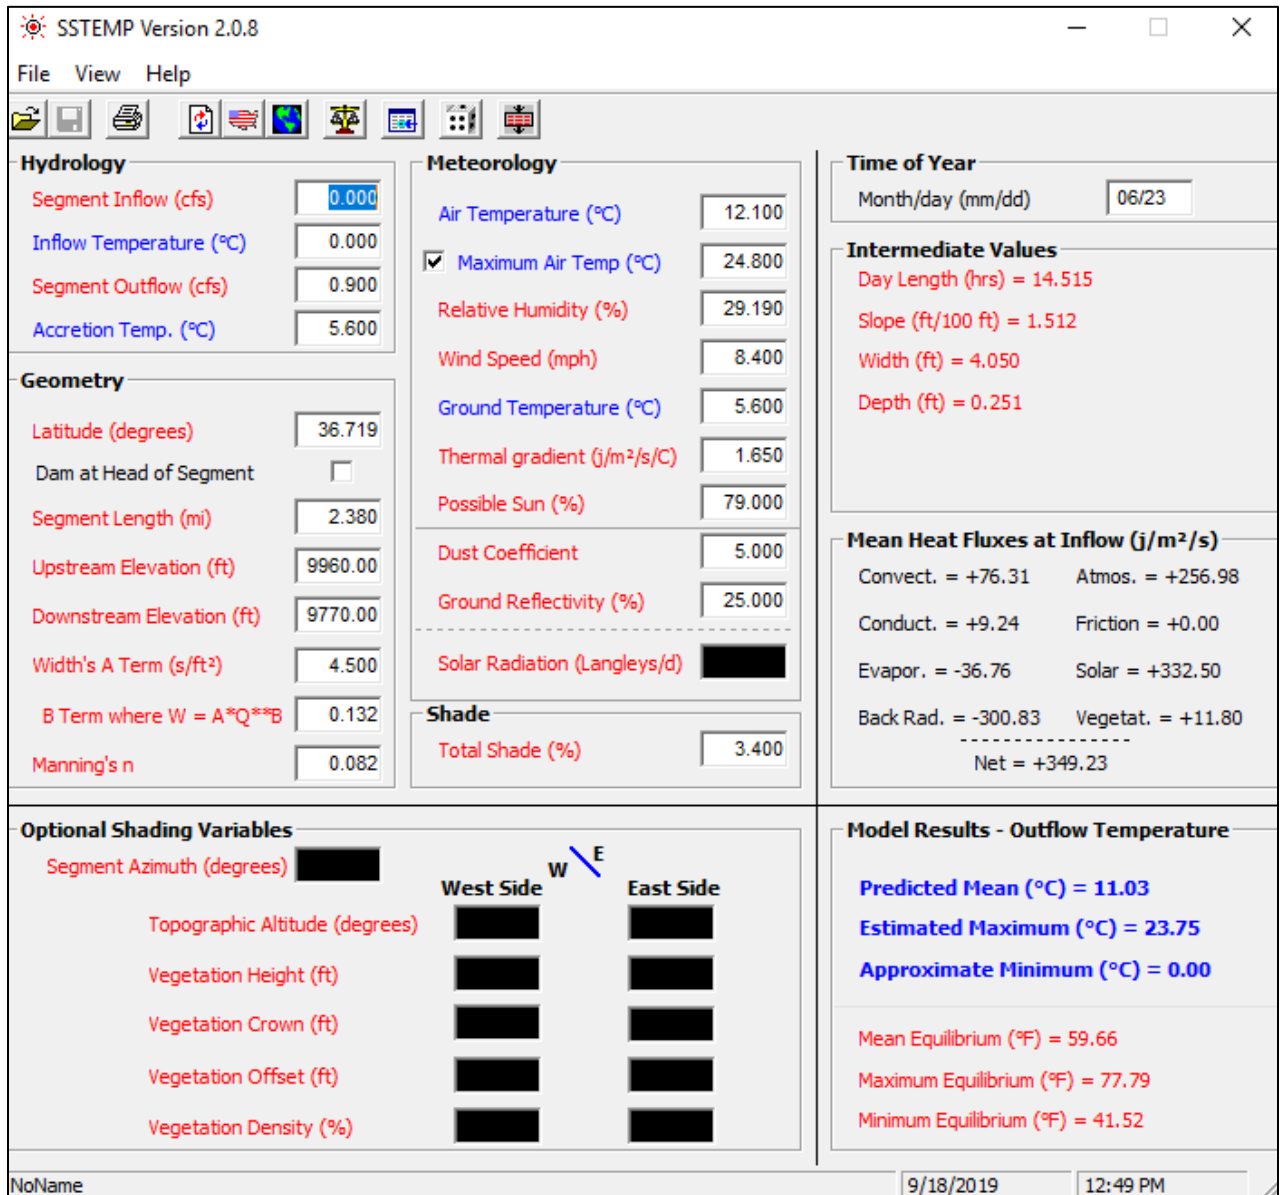 SSTEMP Version 2.0.8
File View Help
Hydrology
Segment Inflow (cfs) 0.000
Inflow Temperature (°C) 0.000
Segment Outflow (cfs) 0.900
Accretion Temp. (°C) 5.600
Geometry
Latitude (degrees) 36.719
Dam at Head of Segment
Segment Length (mi) 2.380
Upstream Elevation (ft) 9960.00
Downstream Elevation (ft) 9770.00
Width's A Term (s/ft²) 4.500
B Term where W = A*Q**B 0.132
Manning's n 0.082
Meteorology
Air Temperature (°C) 12.100
Maximum Air Temp (°C) 24.800
Relative Humidity (%) 29.190
Wind Speed (mph) 8.400
Ground Temperature (°C) 5.600
Thermal gradient (j/m²/s/C) 1.650
Possible Sun (%) 79.000
Dust Coefficient 5.000
Ground Reflectivity (%) 25.000
Solar Radiation (Langleys/d)
Shade
Total Shade (%) 3.400
Time of Year
Month/day (mm/dd) 06/23
Intermediate Values
Day Length (hrs) = 14.515
Slope (ft/100 ft) = 1.512
Width (ft) = 4.050
Depth (ft) = 0.251
Mean Heat Fluxes at Inflow (j/m²/s)
Convect. = +76.31 Atmos. = +256.98
Conduct. = +9.24 Friction = +0.00
Evapor. = -36.76 Solar = +332.50
Back Rad. = -300.83 Vegetat. = +11.80
Net = +349.23
Optional Shading Variables
Segment Azimuth (degrees)
W E
West Side East Side
Topographic Altitude (degrees)
Vegetation Height (ft)
Vegetation Crown (ft)
Vegetation Offset (ft)
Vegetation Density (%)
Model Results - Outflow Temperature
Predicted Mean (°C) = 11.03
Estimated Maximum (°C) = 23.75
Approximate Minimum (°C) = 0.00
Mean Equilibrium (°F) = 59.66
Maximum Equilibrium (°F) = 77.79
Minimum Equilibrium (°F) = 41.52
NoName 9/18/2019 12:49 PM